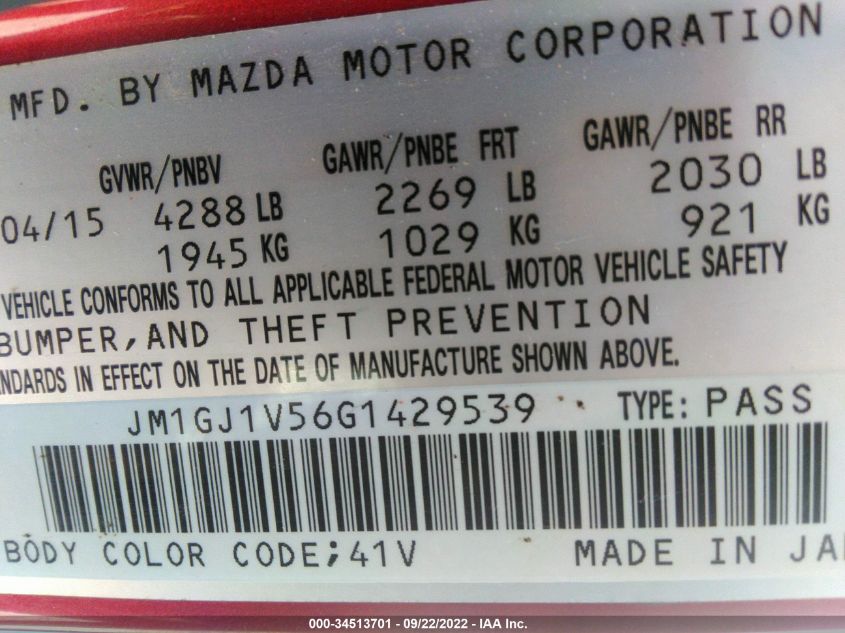 MFD. BY MAZDA MOTOR CORPORATION
GVWR/PNBV GAWR/PNBE FRT GAWR/PNBE RR
04/15 4288 LB 2269 LB 2030 LB
1945 KG 1029 KG 921 KG
VEHICLE CONFORMS TO ALL APPLICABLE FEDERAL MOTOR VEHICLE SAFETY
BUMPER, AND THEFT PREVENTION
NDARDS IN EFFECT ON THE DATE OF MANUFACTURE SHOWN ABOVE.
JM1GJ1V56G1429539 TYPE: PASS
BODY COLOR CODE;41V MADE IN JA
000-34513701 - 09/22/2022 - IAA Inc.